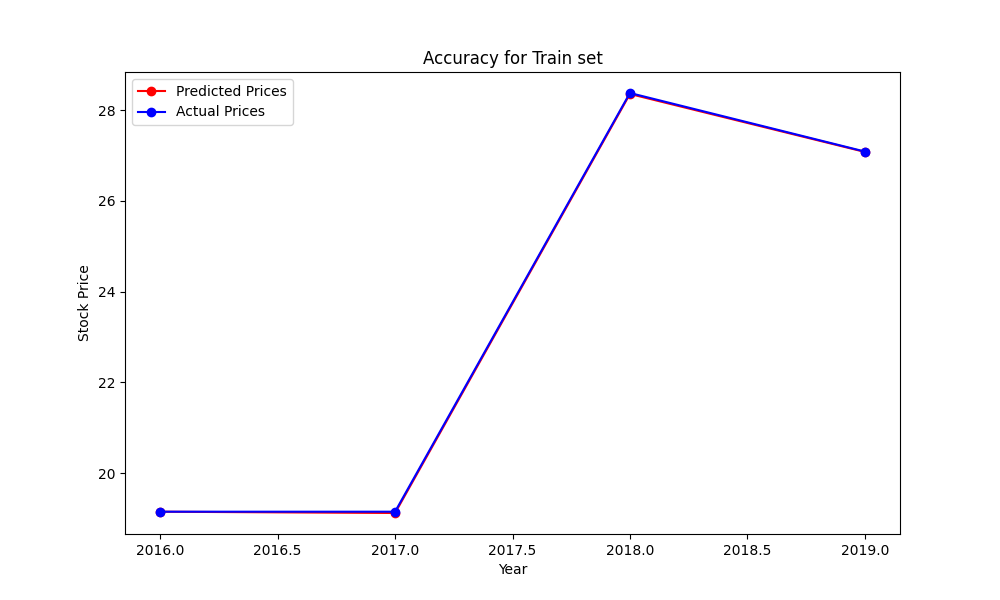 Accuracy for Train set
Predicted Prices
Actual Prices
28
26
24
22
20
Stock Price
2016.0 2016.5 2017.0 2017.5 2018.0 2018.5 2019.0
Year